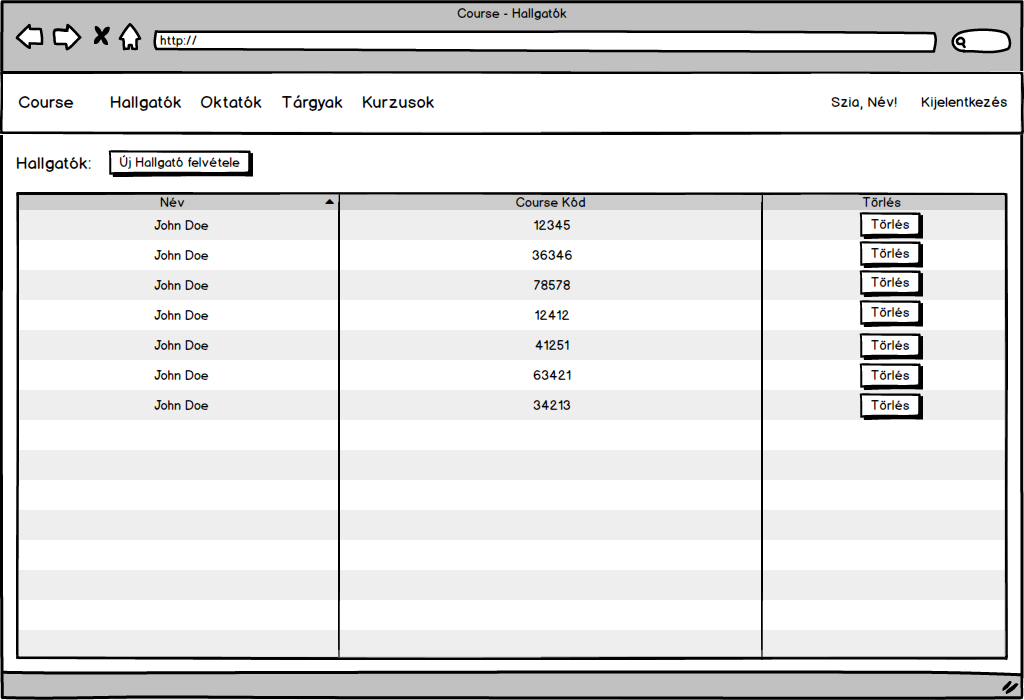 Course - Hallgatók
http://
Course Hallgatók Oktatók Tárgyak Kurzusok Szia, Név! Kijelentkezés
Hallgatók: Új Hallgató felvétele
Név Course Kód Törlés
John Doe 12345 Törlés
John Doe 36346 Törlés
John Doe 78578 Törlés
John Doe 12412 Törlés
John Doe 41251 Törlés
John Doe 63421 Törlés
John Doe 34213 Törlés